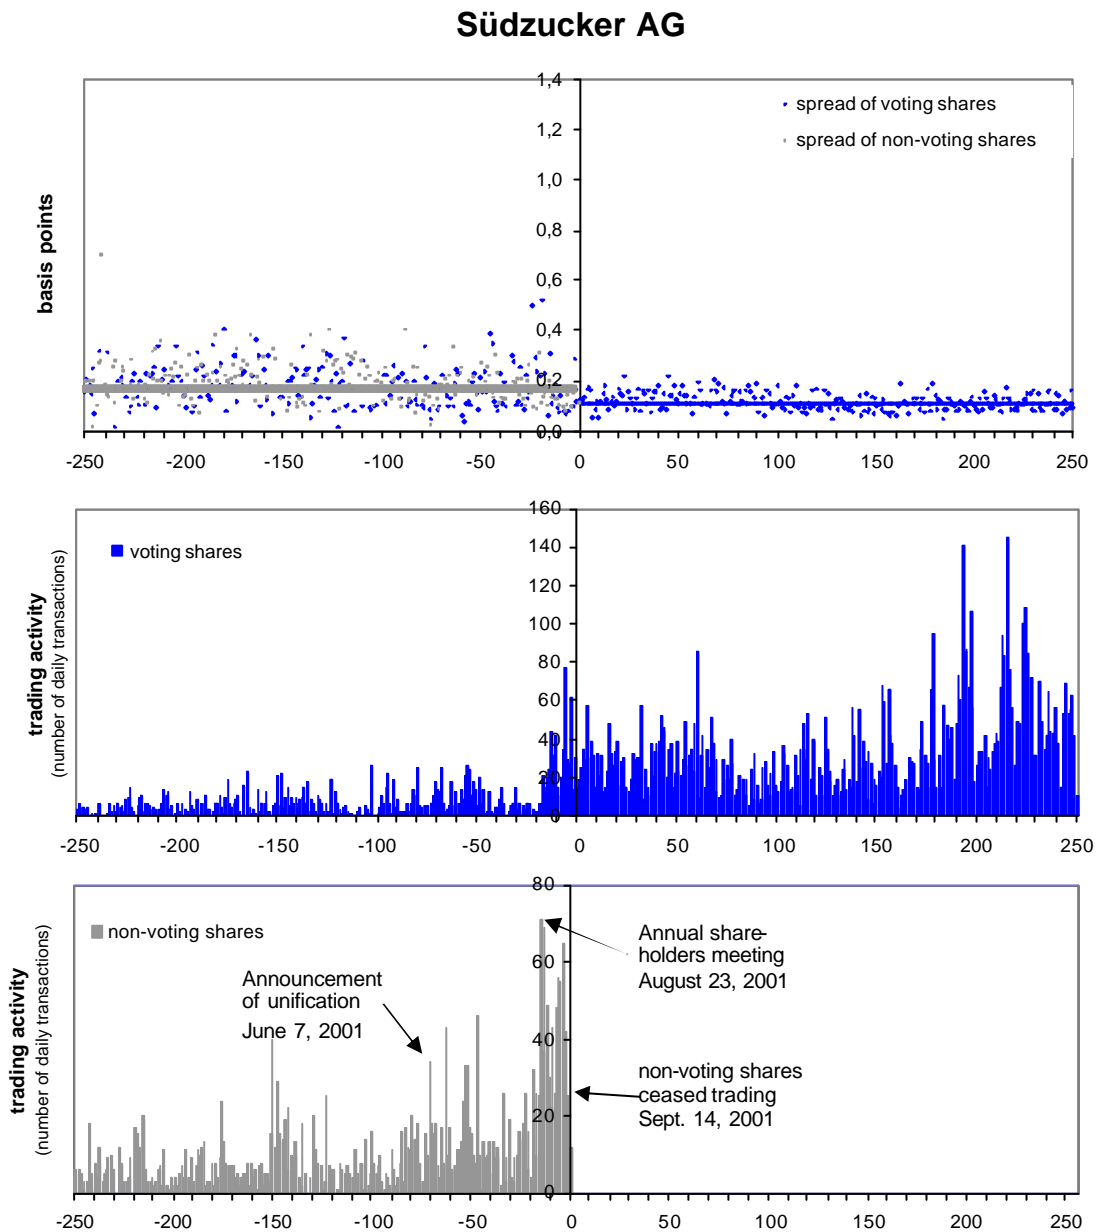 Südzucker AG
basis points
1,4
1,2
1,0
0,8
0,6
0,4
0,2
0,0
spread of voting shares
spread of non-voting shares
-250 -200 -150 -100 -50 0 50 100 150 200 250
trading activity
(number of daily transactions)
160
140
120
100
80
60
40
20
0
voting shares
-250 -200 -150 -100 -50 0 50 100 150 200 250
trading activity
(number of daily transactions)
80
60
40
20
0
non-voting shares
Announcement
of unification
June 7, 2001
Annual share-
holders meeting
August 23, 2001
non-voting shares
ceased trading
Sept. 14, 2001
-250 -200 -150 -100 -50 0 50 100 150 200 250